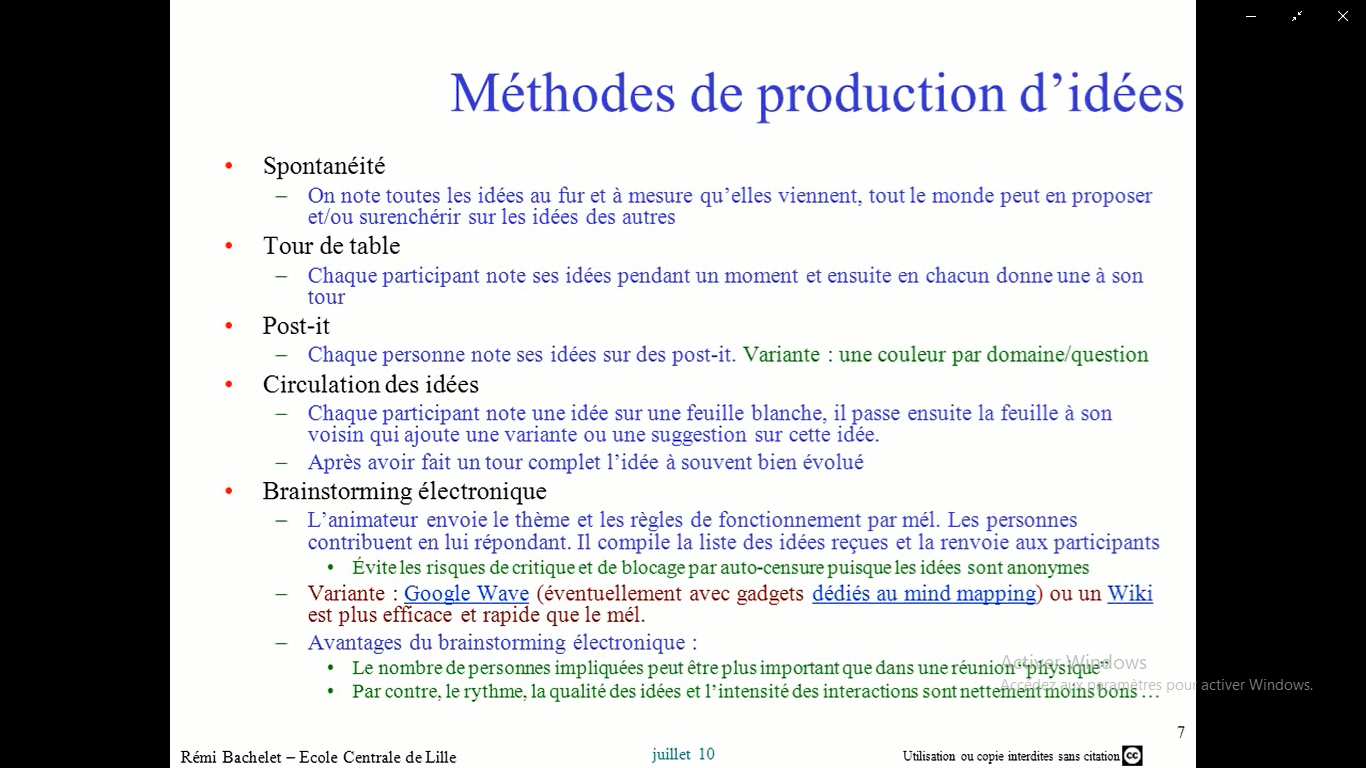 Méthodes de production d’idées
• Spontanéité
– On note toutes les idées au fur et à mesure qu’elles viennent, tout le monde peut en proposer
et/ou surenchérir sur les idées des autres
• Tour de table
– Chaque participant note ses idées pendant un moment et ensuite en chacun donne une à son
tour
• Post-it
– Chaque personne note ses idées sur des post-it. Variante : une couleur par domaine/question
• Circulation des idées
– Chaque participant note une idée sur une feuille blanche, il passe ensuite la feuille à son
voisin qui ajoute une variante ou une suggestion sur cette idée.
– Après avoir fait un tour complet l’idée à souvent bien évolué
• Brainstorming électronique
– L’animateur envoie le thème et les règles de fonctionnement par mél. Les personnes
contribuent en lui répondant. Il compile la liste des idées reçues et la renvoie aux participants
• Évite les risques de critique et de blocage par auto-censure puisque les idées sont anonymes
– Variante : Google Wave (éventuellement avec gadgets dédiés au mind mapping) ou un Wiki
est plus efficace et rapide que le mél.
– Avantages du brainstorming électronique :
• Le nombre de personnes impliquées peut être plus important que dans une réunion "physique"
• Par contre, le rythme, la qualité des idées et l’intensité des interactions sont nettement moins bons …
Activer Windows
Accédez aux paramètres pour activer Windows.
7
Rémi Bachelet – Ecole Centrale de Lille
juillet 10
Utilisation ou copie interdites sans citation
cc